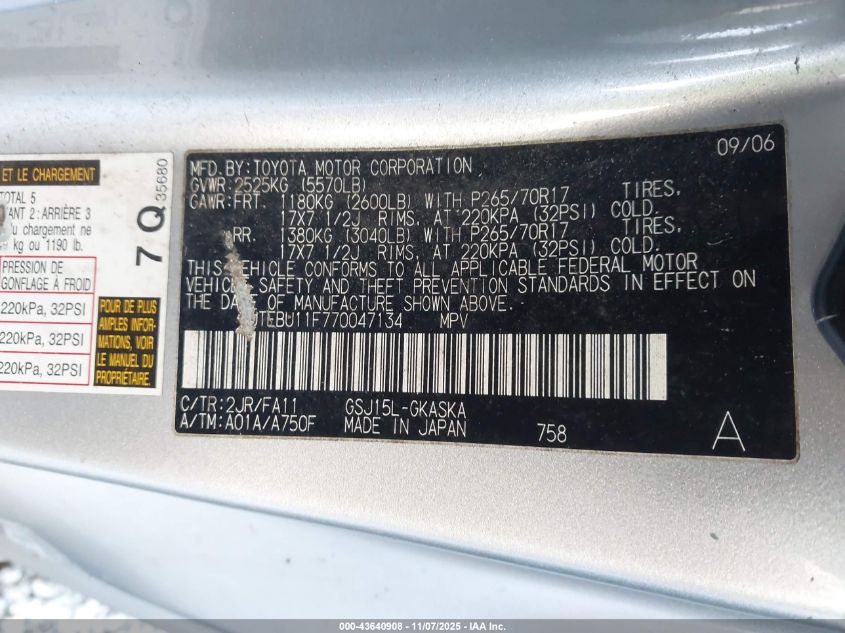 ET LE CHARGEMENT
TOTAL 5
2 : ARRIÈRE 3
du chargement ne
kg ou 1190 lb.
PRESSION DE
GONFLAGE À FROID
220kPa, 32PSI
220kPa, 32PSI
220kPa, 32PSI
7 Q 35680
POUR DE PLUS
AMPLES INFOR-
MATIONS, VOIR
LE MANUEL DU
PROPRIÉTAIRE.
09/06
MFD. BY: TOYOTA MOTOR CORPORATION
GVWR: 2525KG (5570LB)
GAWR: FRT. 1180KG (2600LB) WITH P265/70R17 TIRES,
17X7 1/2J RIMS, AT 220KPA (32PSI) COLD.
RR. 1380KG (3040LB) WITH P265/70R17 TIRES,
17X7 1/2J RIMS, AT 220KPA (32PSI) COLD.
THIS VEHICLE CONFORMS TO ALL APPLICABLE FEDERAL MOTOR
VEHICLE SAFETY AND THEFT PREVENTION STANDARDS IN EFFECT ON
THE DATE OF MANUFACTURE SHOWN ABOVE.
TEBU11F770047134 MPV
C/TR: 2JR/FA11 GSJ15L-GKASKA
A/TM: A01A/A750F MADE IN JAPAN 758 A
000-43640908 - 11/07/2025 - IAA Inc.